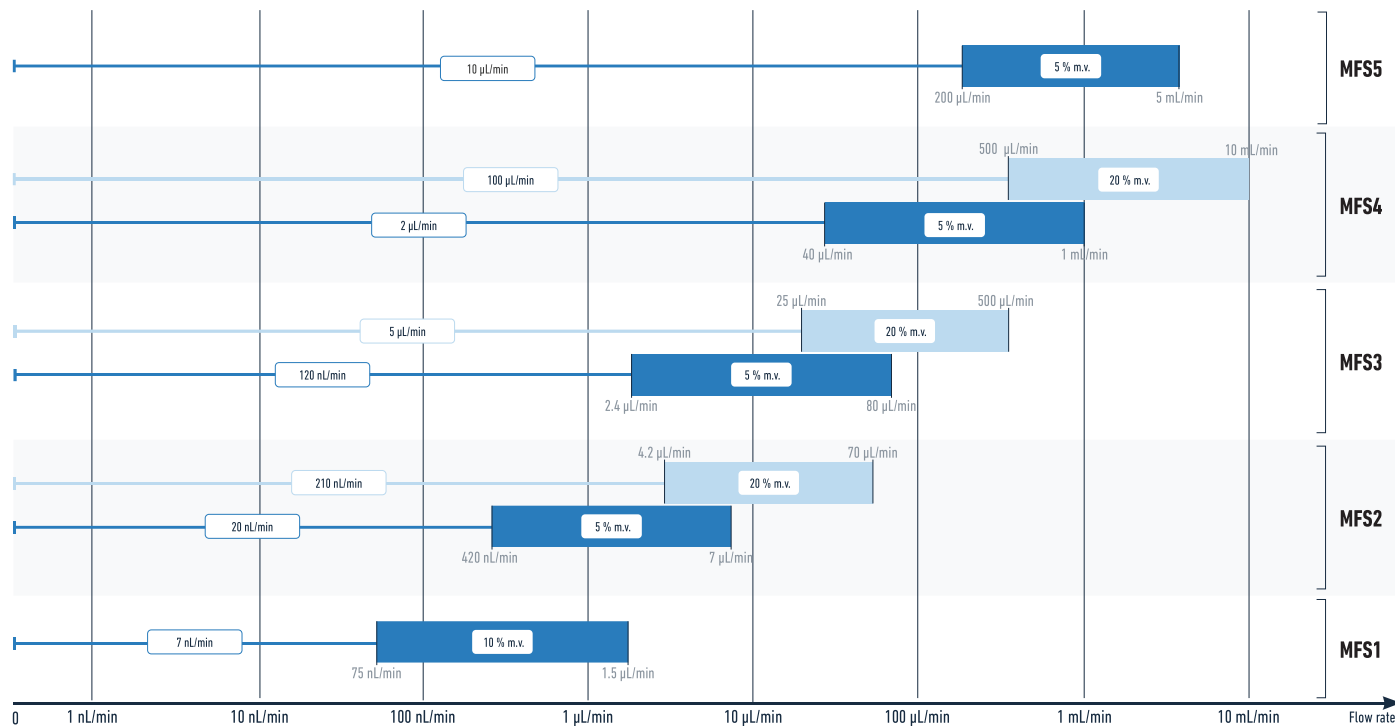 10 µL/min
5 % m.v.
200 µL/min
5 mL/min
MFS5
500 µL/min
10 mL/min
100 µL/min
20 % m.v.
2 µL/min
5 % m.v.
40 µL/min
1 mL/min
MFS4
25 µL/min
500 µL/min
5 µL/min
20 % m.v.
120 nL/min
5 % m.v.
2.4 µL/min
80 µL/min
MFS3
4.2 µL/min
70 µL/min
210 nL/min
20 % m.v.
20 nL/min
5 % m.v.
420 nL/min
7 µL/min
MFS2
7 nL/min
10 % m.v.
75 nL/min
1.5 µL/min
MFS1
0
1 nL/min
10 nL/min
100 nL/min
1 µL/min
10 µL/min
100 µL/min
1 mL/min
10 mL/min
Flow rate